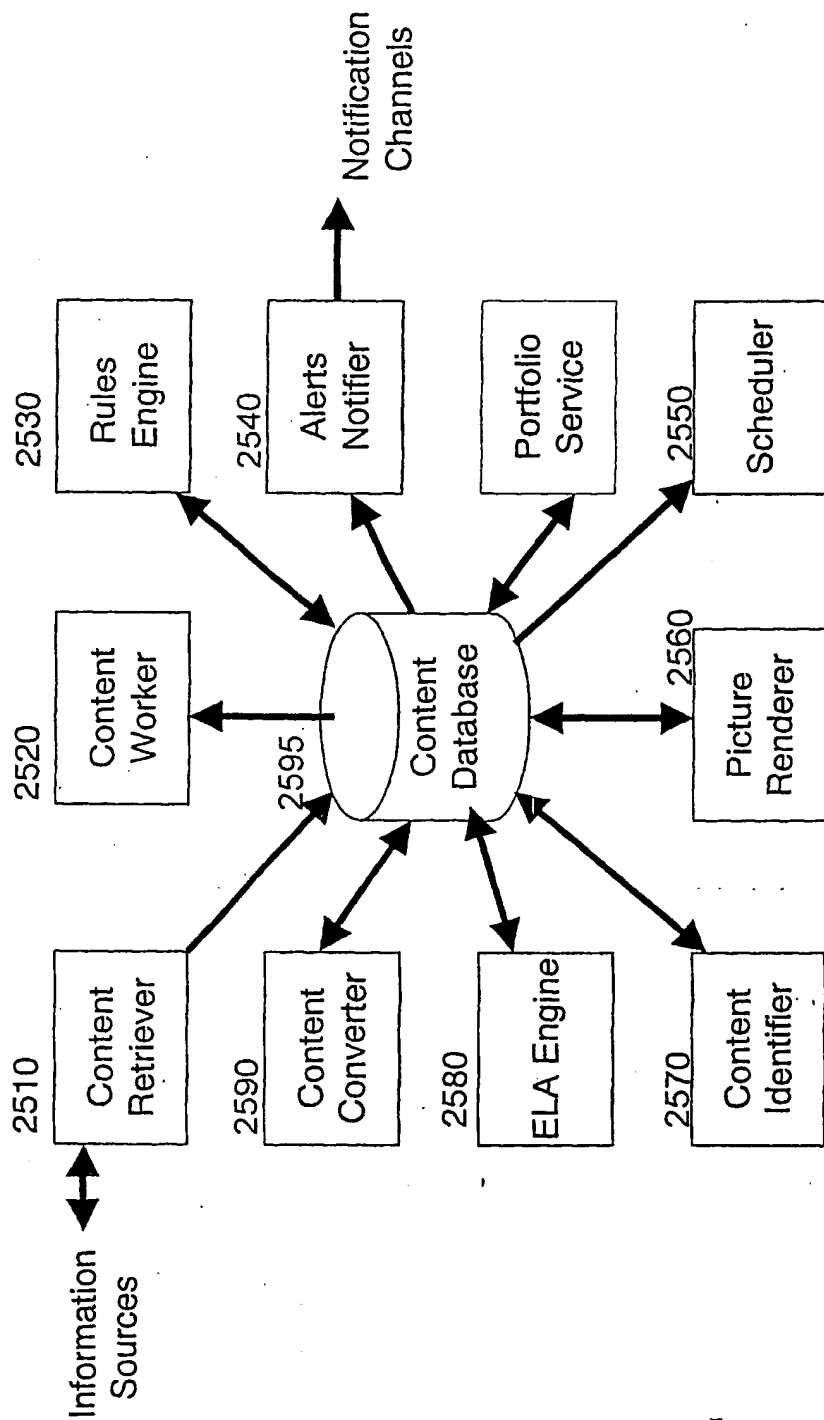 Information
Sources
2510
Content
Retriever
2520
Content
Worker
2530
Rules
Engine
2590
Content
Converter
2595
Content
Database
2540
Alerts
Notifier
Notification
Channels
2580
ELA Engine
Portfolio
Service
2570
Content
Identifier
2560
Picture
Renderer
2550
Scheduler